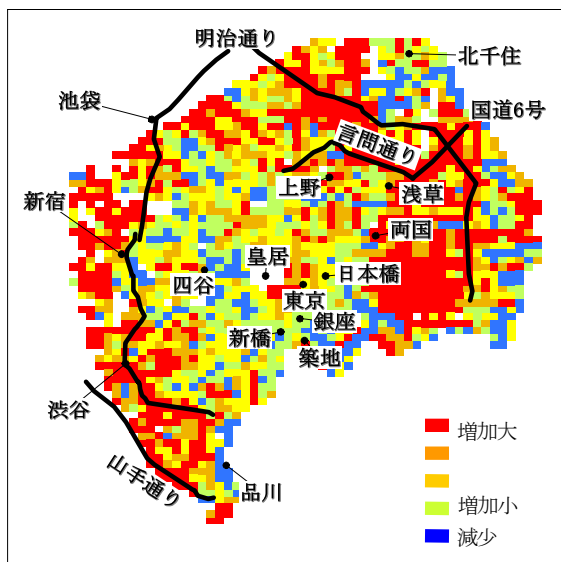 明治通り
北千住
池袋
国道6号
言問通り
上野
浅草
新宿
両国
皇居
四谷
日本橋
東京
銀座
新橋
築地
渋谷
増加大
山手通り
品川
増加小
減少